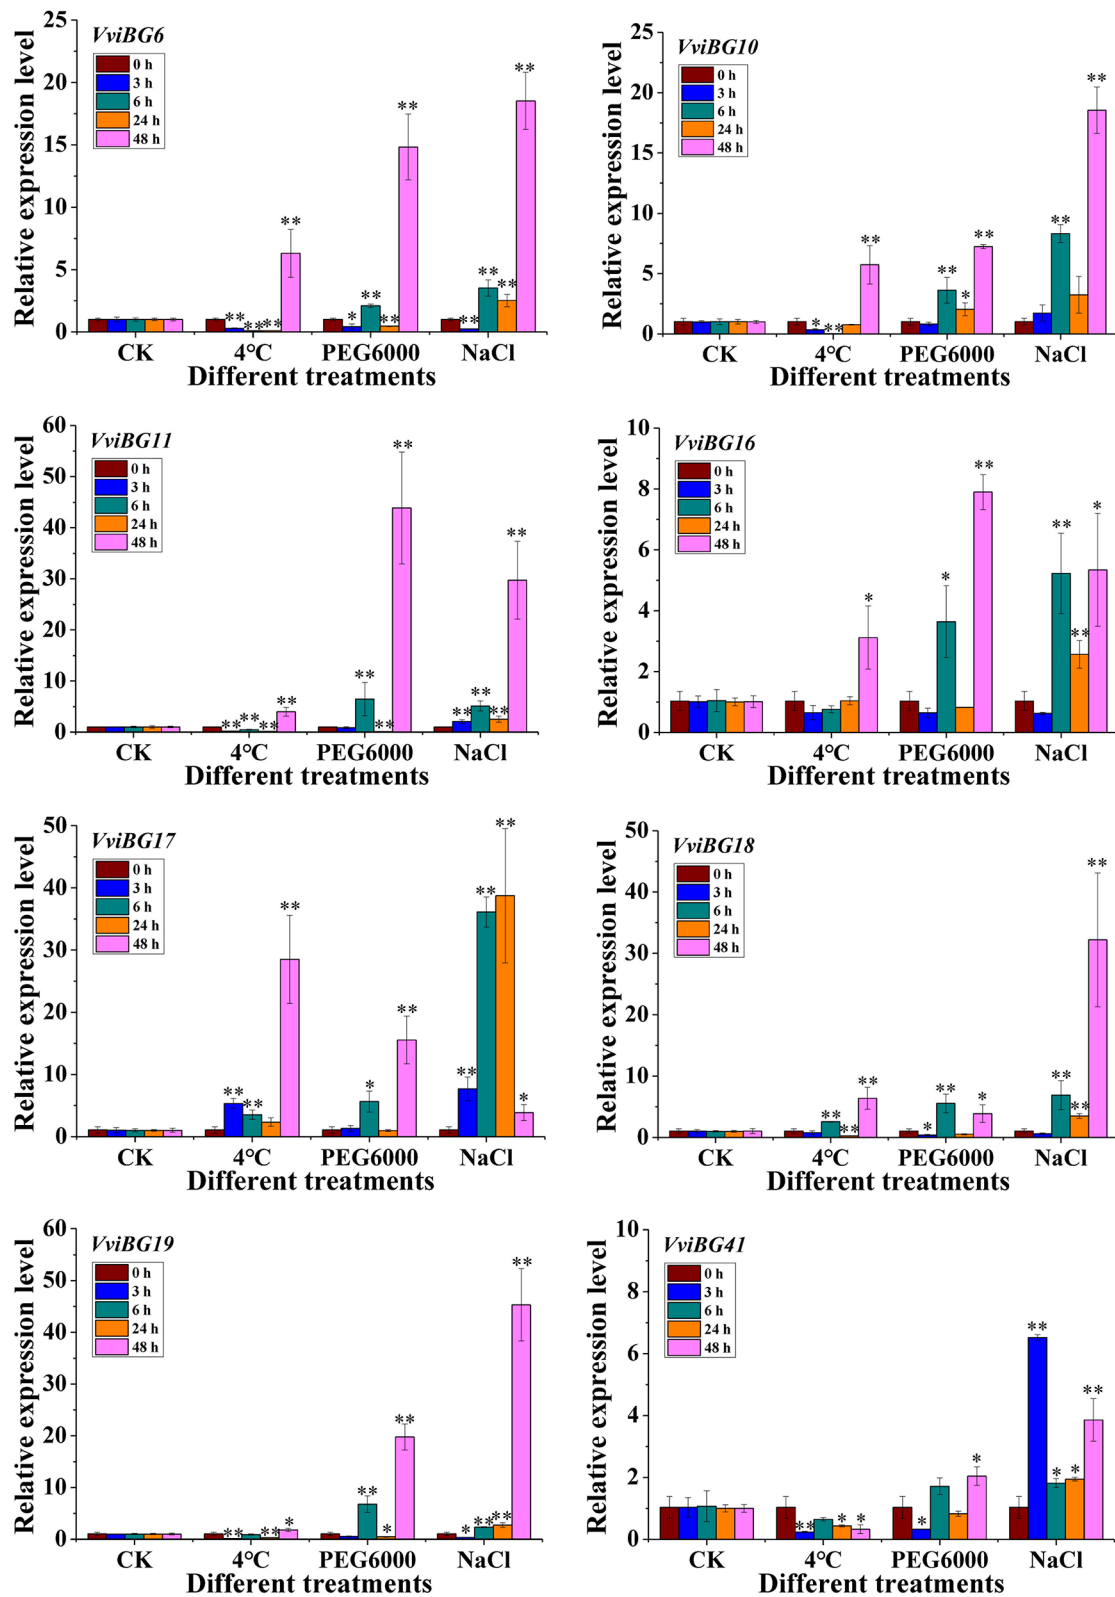 VviBG6
Relative expression level
25
20
15
10
5
0
0 h
3 h
6 h
24 h
48 h
** ** ** **
* ** ** **
** ** ** **
CK 4°C PEG6000 NaCl
Different treatments
VviBG10
Relative expression level
25
20
15
10
5
0
0 h
3 h
6 h
24 h
48 h
* ** **
** * **
** **
CK 4°C PEG6000 NaCl
Different treatments
VviBG11
Relative expression level
60
50
40
30
20
10
0
0 h
3 h
6 h
24 h
48 h
** ** ** **
** ** **
** ** ** **
CK 4°C PEG6000 NaCl
Different treatments
VviBG16
Relative expression level
10
8
6
4
2
0
0 h
3 h
6 h
24 h
48 h
*
* **
** ** *
CK 4°C PEG6000 NaCl
Different treatments
VviBG17
Relative expression level
50
40
30
20
10
0
0 h
3 h
6 h
24 h
48 h
** ** **
* **
** ** ** *
CK 4°C PEG6000 NaCl
Different treatments
VviBG18
Relative expression level
50
40
30
20
10
0
0 h
3 h
6 h
24 h
48 h
** ** **
* ** *
** ** **
CK 4°C PEG6000 NaCl
Different treatments
VviBG19
Relative expression level
60
50
40
30
20
10
0
0 h
3 h
6 h
24 h
48 h
** ** *
** * **
* ** ** **
CK 4°C PEG6000 NaCl
Different treatments
VviBG41
Relative expression level
10
8
6
4
2
0
0 h
3 h
6 h
24 h
48 h
** * *
* *
** * * **
CK 4°C PEG6000 NaCl
Different treatments